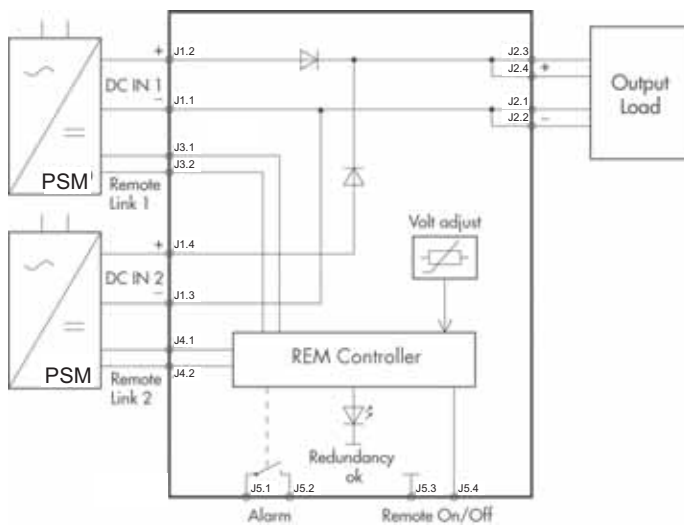 +
J1.2
DC IN 1
–
J1.1
J3.1
J3.2
PSM
Remote
Link 1
+
J1.4
DC IN 2
–
J1.3
J4.1
J4.2
PSM
Remote
Link 2
J2.3
J2.4
+
J2.1
J2.2
–
Output
Load
Volt adjust
REM Controller
Redundancy
ok
J5.1
J5.2
J5.3
J5.4
Alarm
Remote On/Off